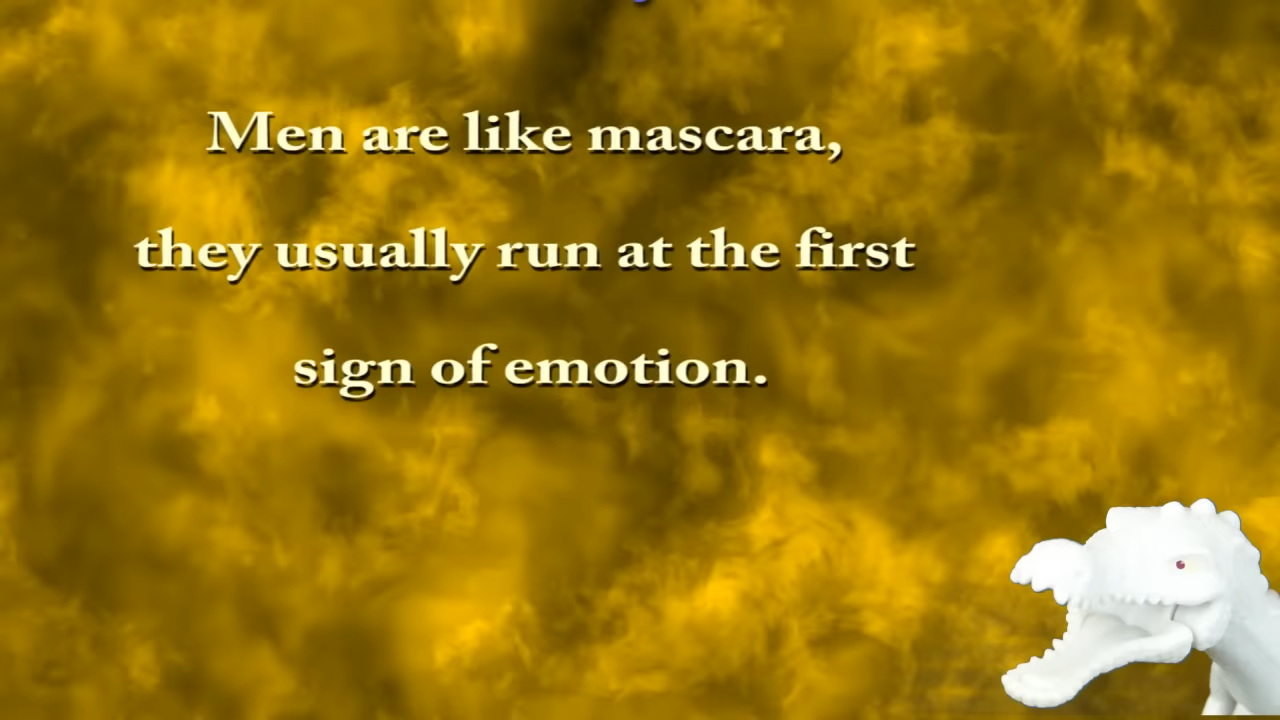 Men are like mascara,
they usually run at the first
sign of emotion.